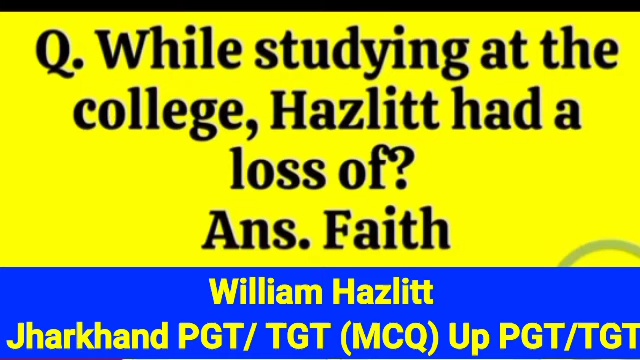 Q. While studying at the
college, Hazlitt had a
loss of?
Ans. Faith
William Hazlitt
Jharkhand PGT/ TGT (MCQ) Up PGT/TGT